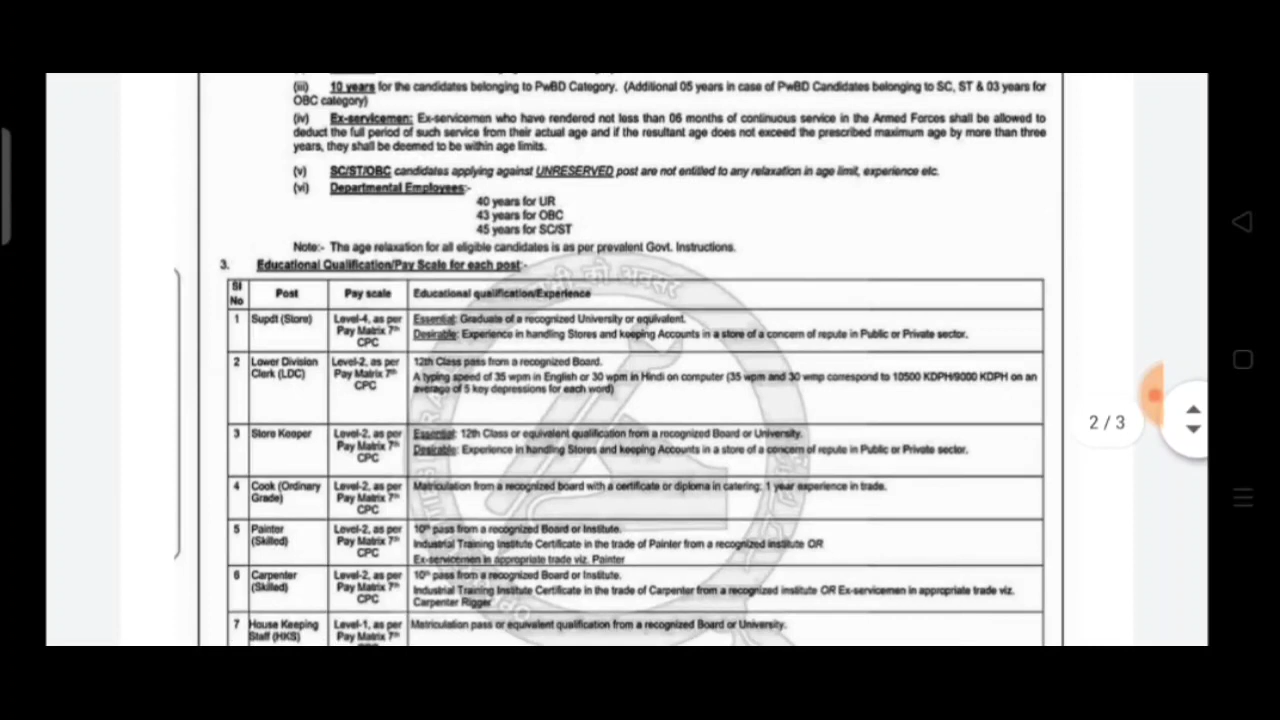 (iii) 10 years for the candidates belonging to PwBD Category. (Additional 05 years in case of PwBD Candidates belonging to SC, ST & 03 years for
OBC category)
(iv) Ex-servicemen: Ex-servicemen who have rendered not less than 06 months of continuous service in the Armed Forces shall be allowed to
deduct the full period of such service from their actual age and if the resultant age does not exceed the prescribed maximum age by more than three
years, they shall be deemed to be within age limits.
(v) SC/ST/OBC candidates applying against UNRESERVED post are not entitled to any relaxation in age limit, experience etc.
(vi) Departmental Employees:-
40 years for UR
43 years for OBC
45 years for SC/ST
Note:- The age relaxation for all eligible candidates is as per prevalent Govt. Instructions.
3. Educational Qualification/Pay Scale for each post:-
Sl No Post Pay scale Educational qualification/Experience
1 Supdt (Store) Level-4, as per Essential: Graduate of a recognized University or equivalent.
Pay Matrix 7th Desirable: Experience in handling Stores and keeping Accounts in a store of a concern of repute in Public or Private sector.
CPC
2 Lower Division Level-2, as per 12th Class pass from a recognized Board.
Clerk (LDC) Pay Matrix 7th A typing speed of 35 wpm in English or 30 wpm in Hindi on computer (35 wpm and 30 wmp correspond to 10500 KDPH/9000 KDPH on an
CPC average of 5 key depressions for each word)
3 Store Keeper Level-2, as per Essential: 12th Class or equivalent qualification from a recognized Board or University.
Pay Matrix 7th Desirable: Experience in handling Stores and keeping Accounts in a store of a concern of repute in Public or Private sector.
CPC
4 Cook (Ordinary Level-2, as per Matriculation from a recognized board with a certificate or diploma in catering; 1 year experience in trade.
Grade) Pay Matrix 7th
CPC
5 Painter Level-2, as per 10th pass from a recognized Board or Institute.
(Skilled) Pay Matrix 7th Industrial Training Institute Certificate in the trade of Painter from a recognized institute OR
CPC Ex-servicemen in appropriate trade viz. Painter
6 Carpenter Level-2, as per 10th pass from a recognized Board or Institute.
(Skilled) Pay Matrix 7th Industrial Training Institute Certificate in the trade of Carpenter from a recognized institute OR Ex-servicemen in appropriate trade viz.
CPC Carpenter Rigger
7 House Keeping Level-1, as per Matriculation pass or equivalent qualification from a recognized Board or University.
Staff (HKS) Pay Matrix 7th
2 / 3